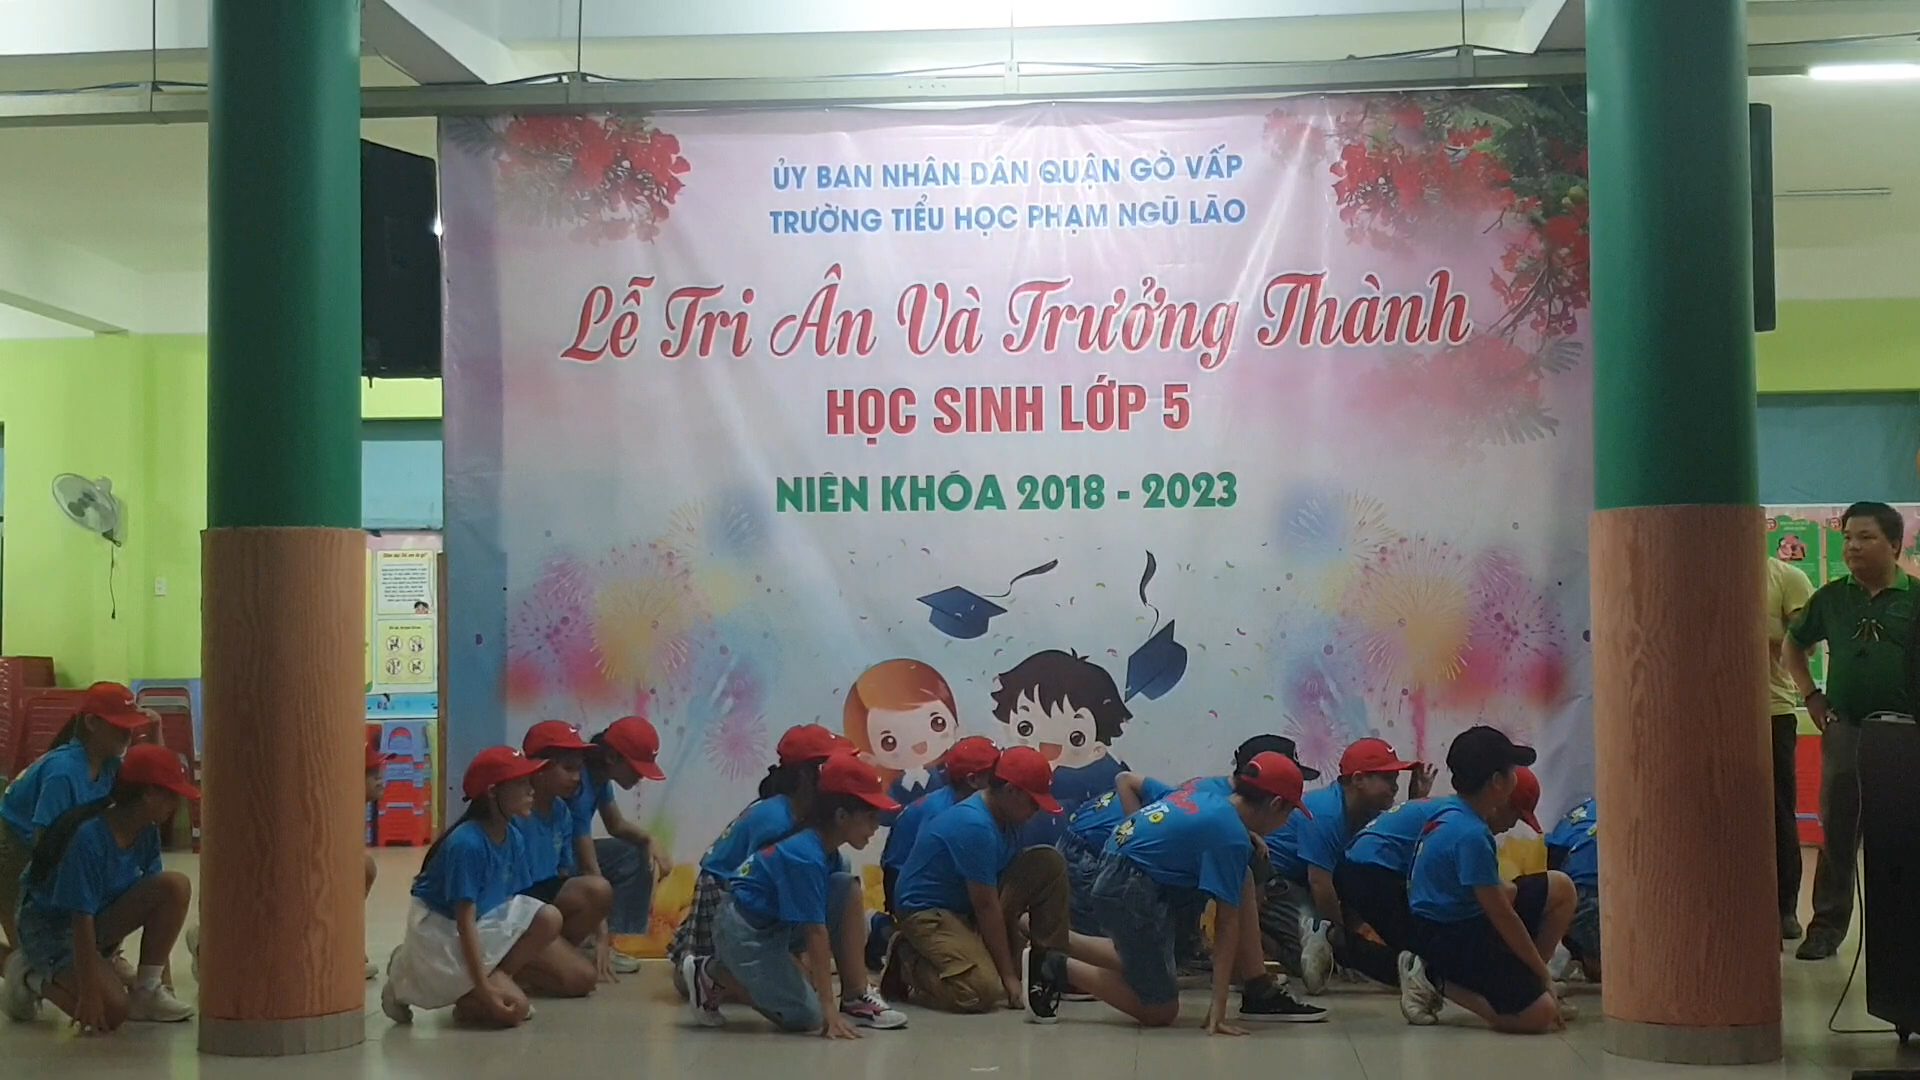 ỦY BAN NHÂN DÂN QUẬN GÒ VẤP
TRƯỜNG TIỂU HỌC PHẠM NGŨ LÃO
Lễ Tri Ân Và Trưởng Thành
HỌC SINH LỚP 5
NIÊN KHÓA 2018 - 2023